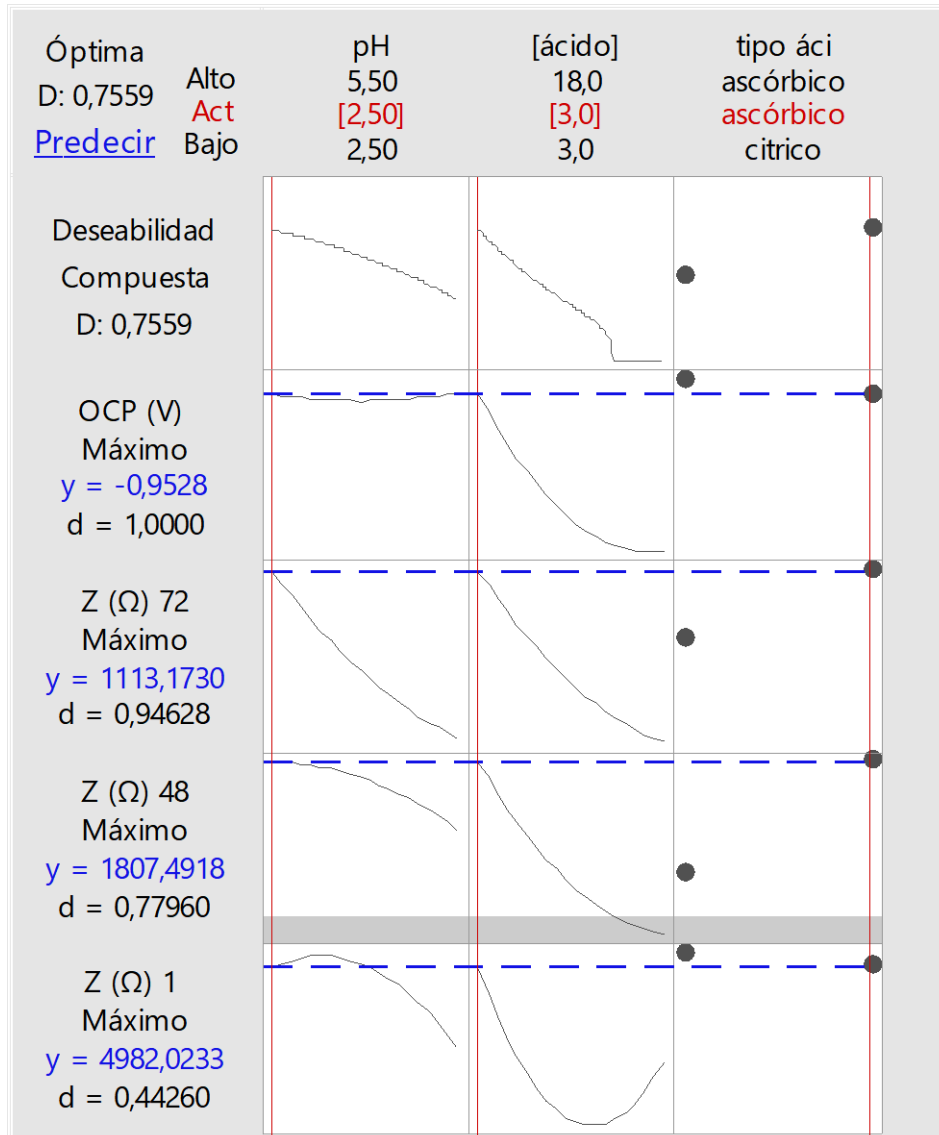 Óptima
D: 0,7559
Predecir
Alto
Act
Bajo
pH
5,50
[2,50]
2,50
[ácido]
18,0
[3,0]
3,0
tipo áci
ascórbico
ascórbico
citrico
Deseabilidad
Compuesta
D: 0,7559
OCP (V)
Máximo
y = -0,9528
d = 1,0000
Z (Ω) 72
Máximo
y = 1113,1730
d = 0,94628
Z (Ω) 48
Máximo
y = 1807,4918
d = 0,77960
Z (Ω) 1
Máximo
y = 4982,0233
d = 0,44260